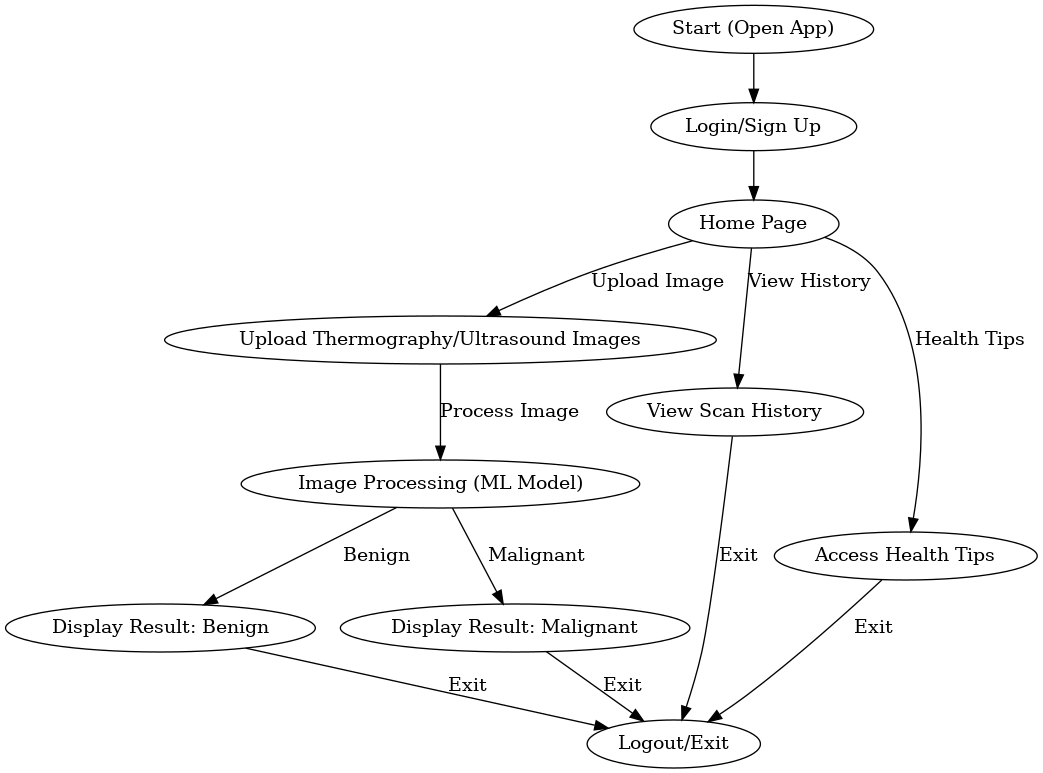 Start (Open App)
Login/Sign Up
Home Page
Upload Image
View History
Health Tips
Upload Thermography/Ultrasound Images
Process Image
View Scan History
Image Processing (ML Model)
Benign
Malignant
Exit
Access Health Tips
Display Result: Benign
Display Result: Malignant
Exit
Exit
Exit
Logout/Exit